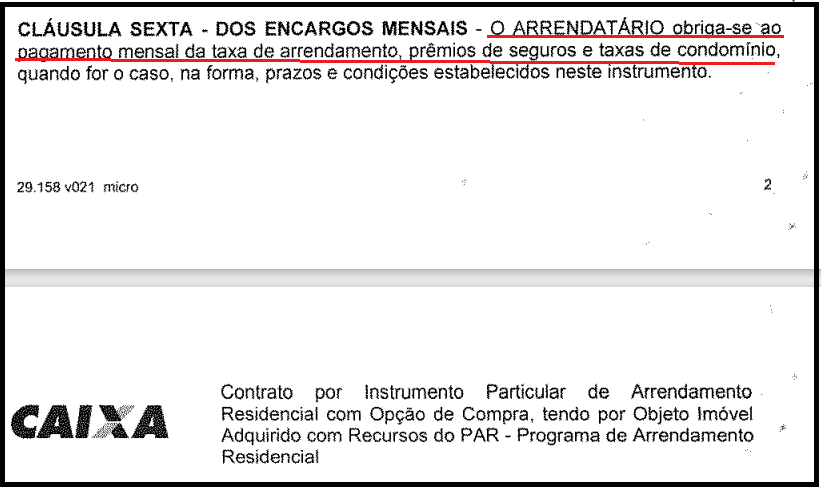 CLÁUSULA SEXTA - DOS ENCARGOS MENSAIS - O ARRENDATÁRIO obriga-se ao
pagamento mensal da taxa de arrendamento, prêmios de seguros e taxas de condomínio,
quando for o caso, na forma, prazos e condições estabelecidos neste instrumento.
29.158 v021 micro
2
CAIXA
Contrato por Instrumento Particular de Arrendamento
Residencial com Opção de Compra, tendo por Objeto Imóvel
Adquirido com Recursos do PAR - Programa de Arrendamento
Residencial